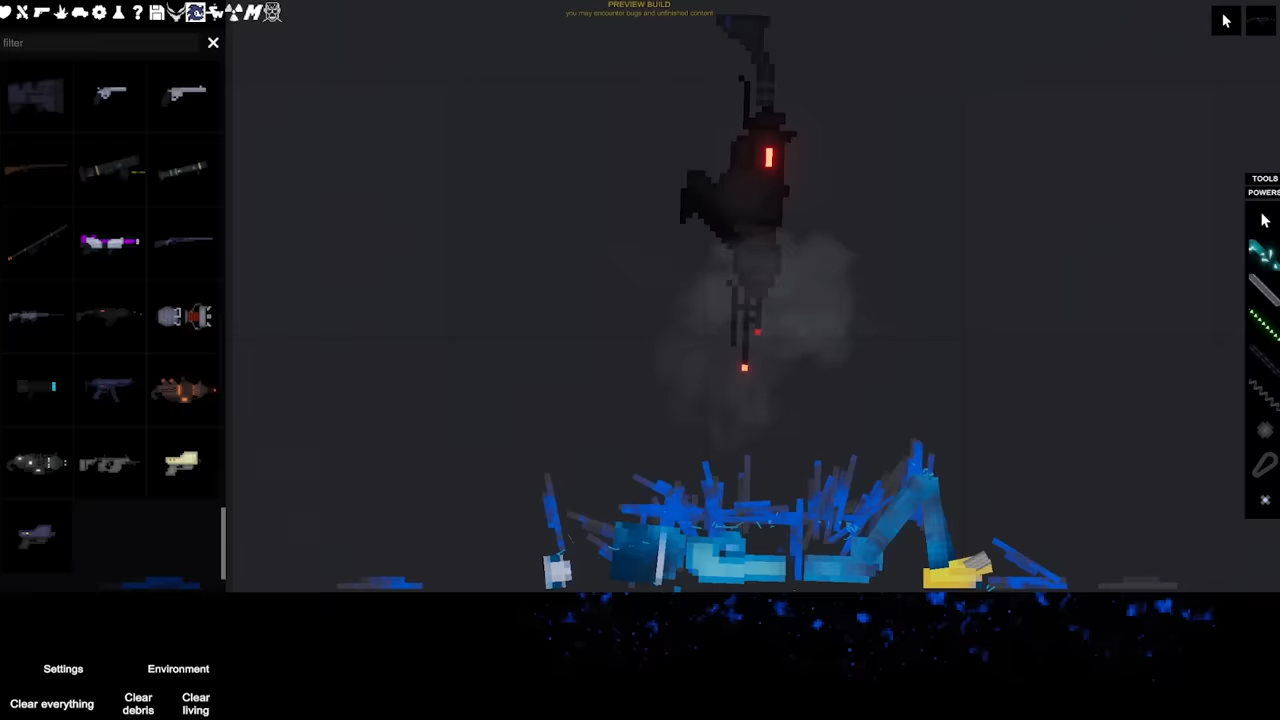 PREVIEW BUILD
you may encounter bugs and unfinished content
filter
TOOLS
POWERS
Settings
Environment
Clear everything
Clear
debris
Clear
living